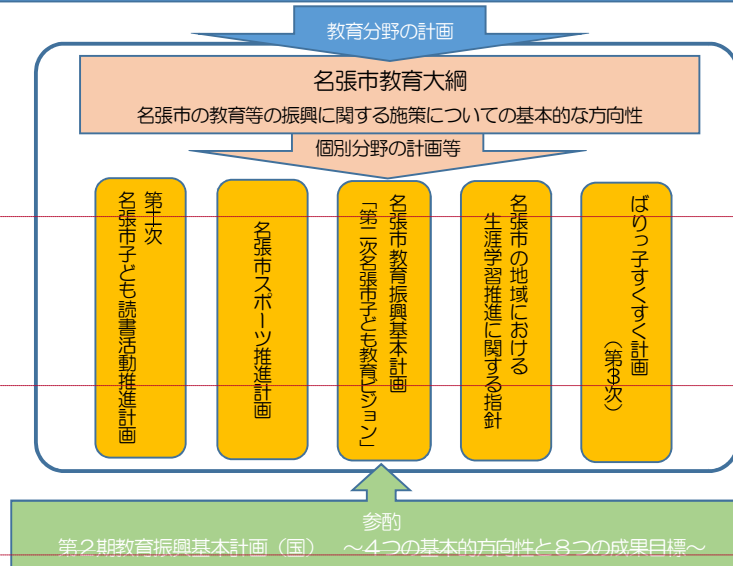 教育分野の計画
名張市教育大綱
名張市の教育等の振興に関する施策についての基本的な方向性
個別分野の計画等
第二次
名張市子ども読書活動推進計画
名張市スポーツ推進計画
名張市教育振興基本計画
「第二次名張市子ども教育ビジョン」
名張市の地域における
生涯学習推進に関する指針
ばりっ子すくすく計画
(第3次)
参酌
第2期教育振興基本計画(国) ~4つの基本的方向性と8つの成果目標~